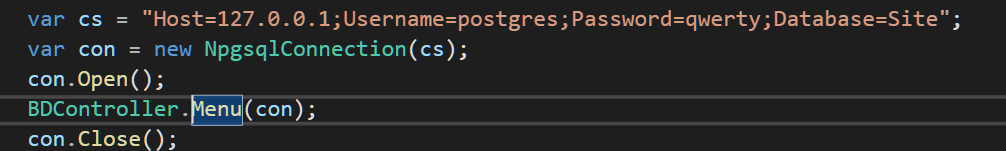 var cs = "Host=127.0.0.1;Username=postgres;Password=qwerty;Database=Site";
var con = new NpgsqlConnection(cs);
con.Open();
BDController.Menu(con);
con.Close();